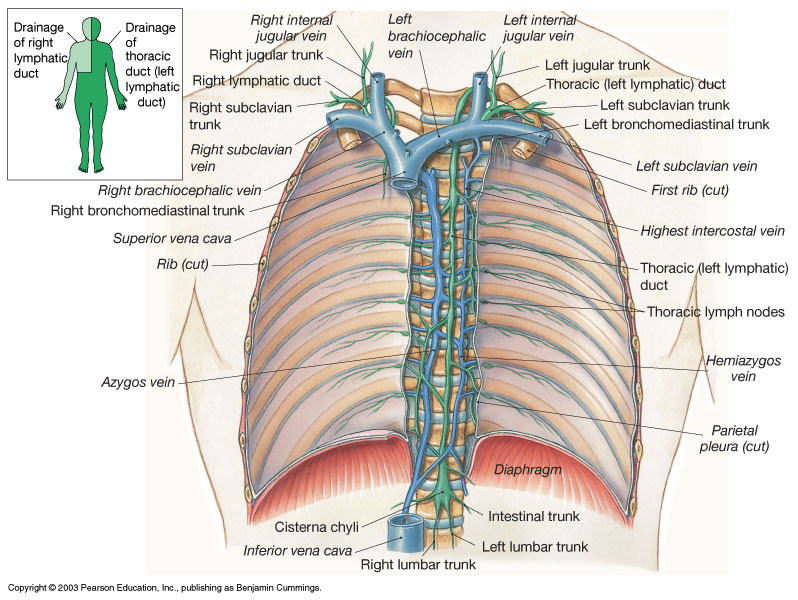 Drainage
of right
lymphatic
duct
Drainage
of
thoracic
duct (left
lymphatic
duct)
Right internal
jugular vein
Right jugular trunk
Right lymphatic duct
Right subclavian
trunk
Right subclavian
vein
Right brachiocephalic vein
Right bronchomediastinal trunk
Superior vena cava
Rib (cut)
Azygos vein
Left
brachiocephalic
vein
Left internal
jugular vein
Left jugular trunk
Thoracic (left lymphatic) duct
Left subclavian trunk
Left bronchomediastinal trunk
Left subclavian vein
First rib (cut)
Highest intercostal vein
Thoracic (left lymphatic)
duct
Thoracic lymph nodes
Hemiazygos
vein
Parietal
pleura (cut)
Diaphragm
Cisterna chyli
Inferior vena cava
Right lumbar trunk
Intestinal trunk
Left lumbar trunk
Copyright © 2003 Pearson Education, Inc., publishing as Benjamin Cummings.